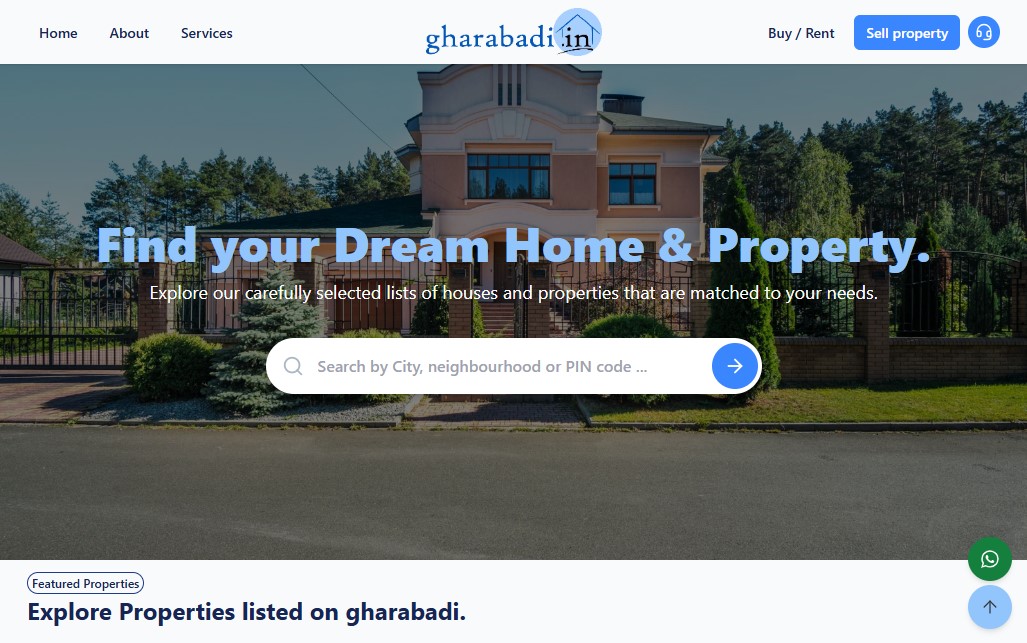 Home
About
Services
gharabadi.in
Buy / Rent
Sell property
Find your Dream Home & Property.
Explore our carefully selected lists of houses and properties that are matched to your needs.
Search by City, neighbourhood or PIN code ...
Featured Properties
Explore Properties listed on gharabadi.